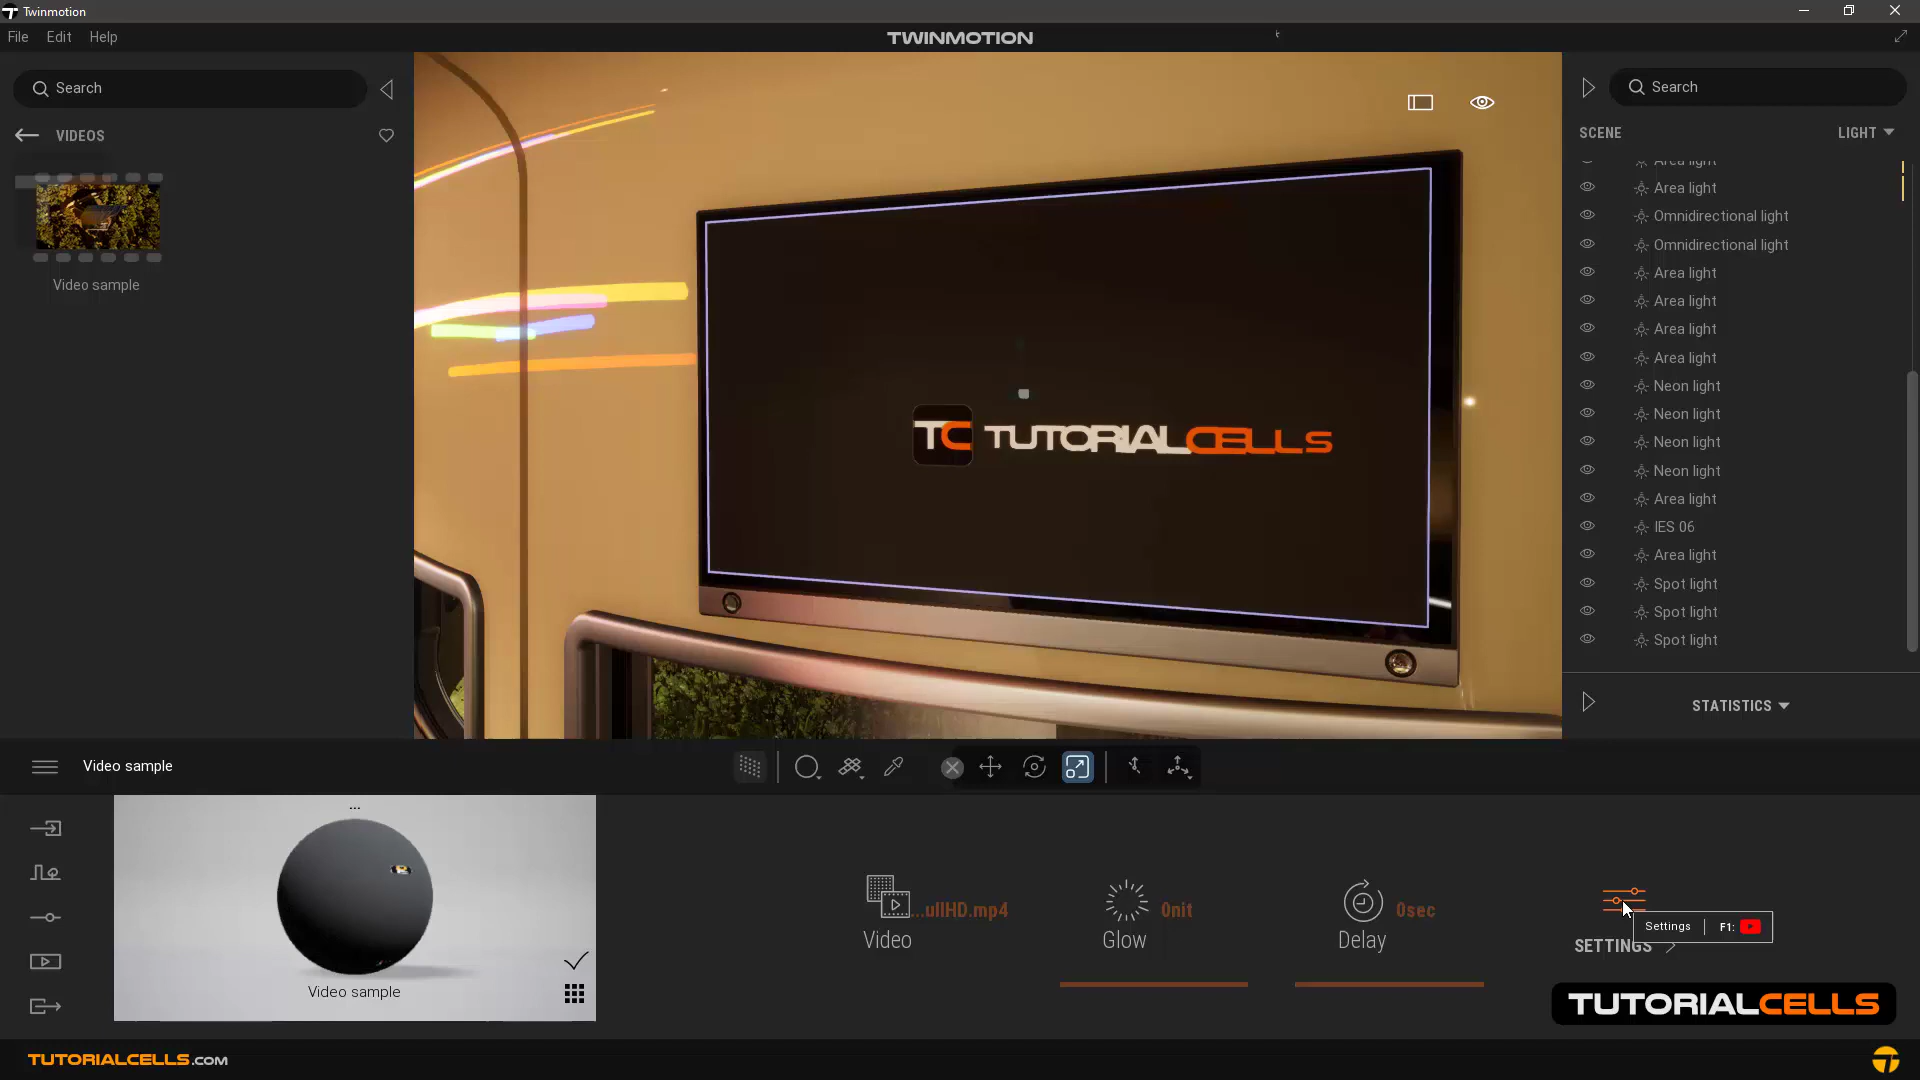 Twinmotion
File Edit Help
TWINMOTION
Search
VIDEOS
Video sample
TC TUTORIALCELLS
Search
SCENE LIGHT
Area light
Area light
Omnidirectional light
Omnidirectional light
Area light
Area light
Area light
Area light
Neon light
Neon light
Neon light
Neon light
Area light
IES 06
Area light
Spot light
Spot light
Spot light
STATISTICS
Video sample
...
Video sample
...ullHD.mp4
Video
0nit
Glow
0sec
Delay
Settings F1:
SETTINGS
TUTORIALCELLS
TUTORIALCELLS.COM